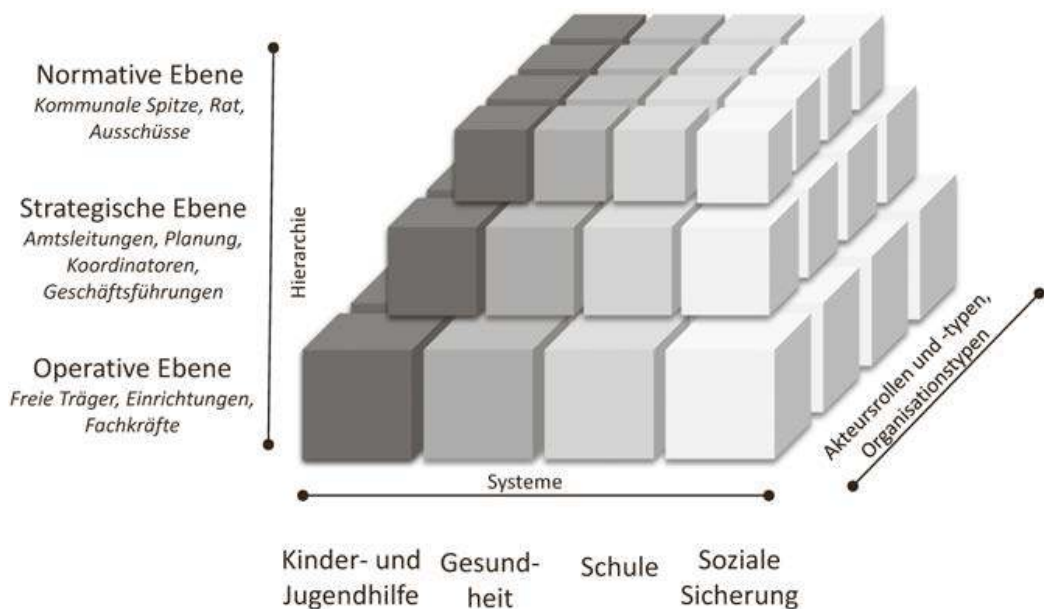 Normative Ebene
Kommunale Spitze, Rat,
Ausschüsse
Strategische Ebene
Amtsleitungen, Planung,
Koordinatoren,
Geschäftsführungen
Operative Ebene
Freie Träger, Einrichtungen,
Fachkräfte
Hierarchie
Systeme
Akteursrollen und -typen,
Organisationstypen
Kinder- und
Jugendhilfe
Gesund-
heit
Schule
Soziale
Sicherung